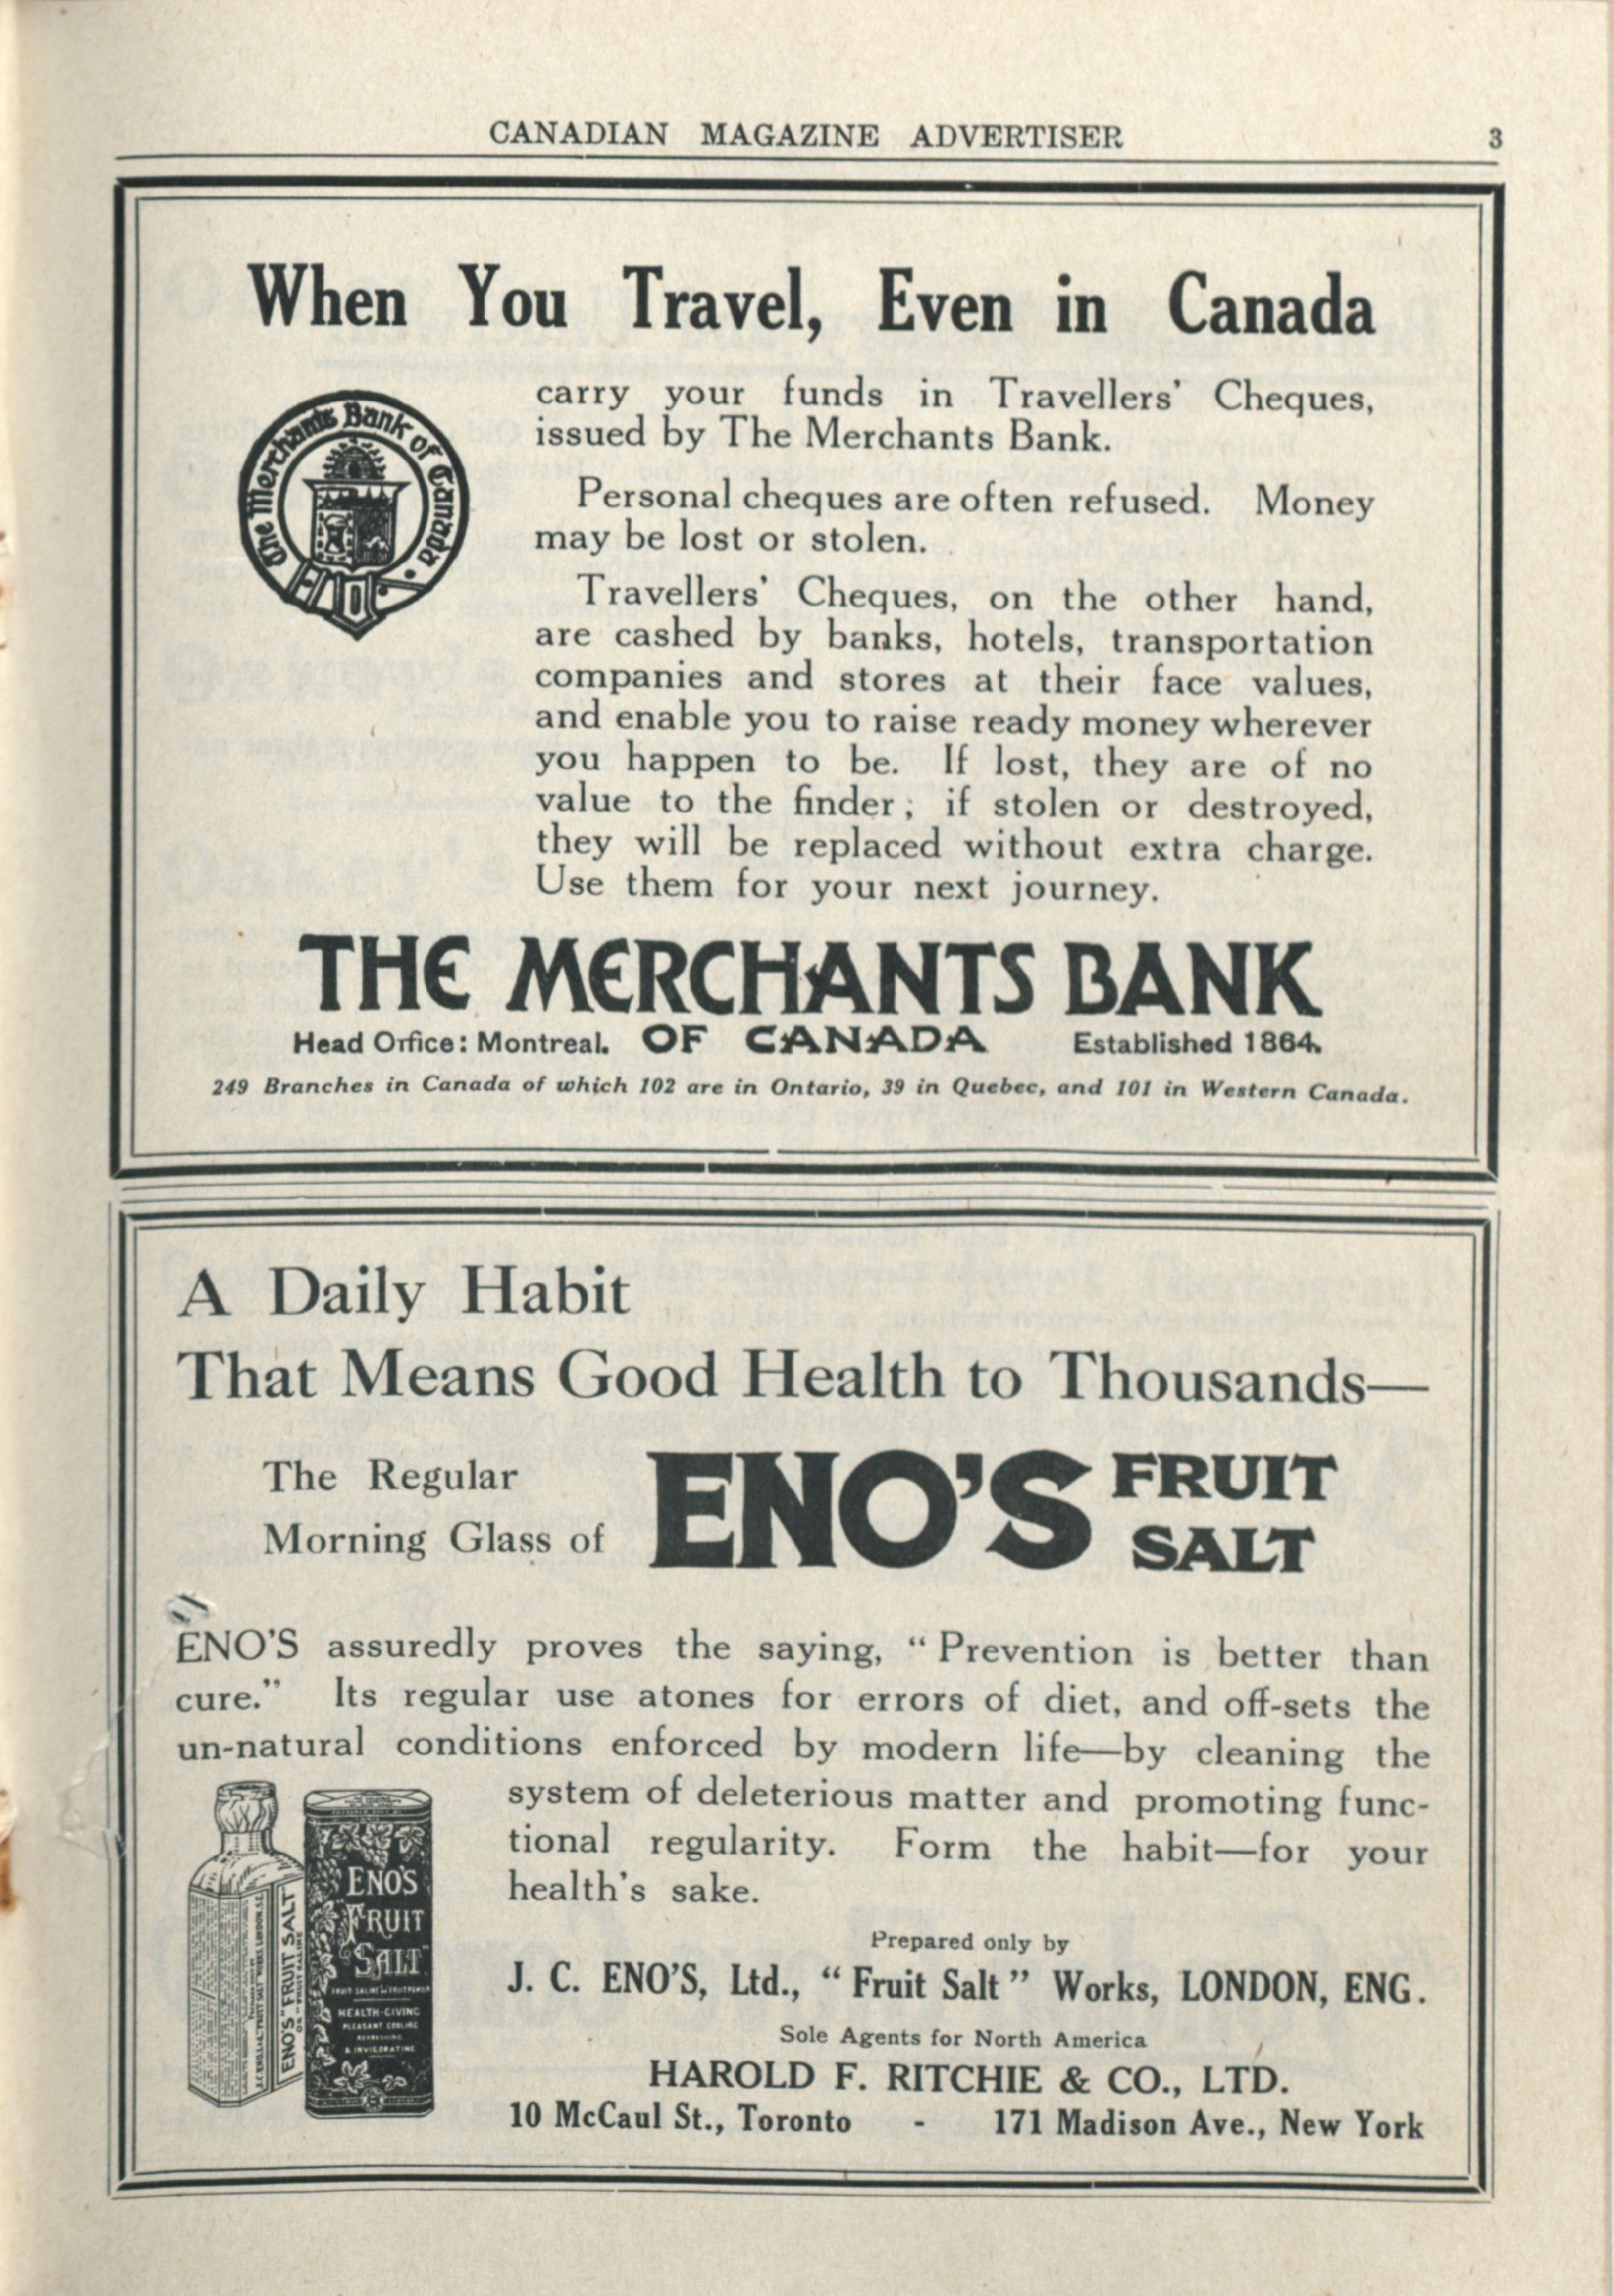 CANADIAN MAGAZINE ADVERTISER 3
When You Travel, Even in Canada
The Merchants Bank of Canada.
carry your funds in Travellers' Cheques,
issued by The Merchants Bank.
Personal cheques are often refused. Money
may be lost or stolen.
Travellers' Cheques, on the other hand,
are cashed by banks, hotels, transportation
companies and stores at their face values,
and enable you to raise ready money wherever
you happen to be. If lost, they are of no
value to the finder; if stolen or destroyed,
they will be replaced without extra charge.
Use them for your next journey.
THE MERCHANTS BANK
Head Office: Montreal. OF CANADA Established 1864.
249 Branches in Canada of which 102 are in Ontario, 39 in Quebec, and 101 in Western Canada.
A Daily Habit
That Means Good Health to Thousands—
The Regular
Morning Glass of
ENO'S FRUIT
SALT
ENO'S assuredly proves the saying, "Prevention is better than
cure." Its regular use atones for errors of diet, and off-sets the
un-natural conditions enforced by modern life—by cleaning the
system of deleterious matter and promoting func-
tional regularity. Form the habit—for your
health's sake.
ENO'S FRUIT SALT
ENO'S
"FRUIT
SALT"
HEALTH-GIVING
PLEASANT COOLING
REFRESHING
& INVIGORATING
Prepared only by
J. C. ENO'S, Ltd., "Fruit Salt" Works, LONDON, ENG.
Sole Agents for North America
HAROLD F. RITCHIE & CO., LTD.
10 McCaul St., Toronto - 171 Madison Ave., New York